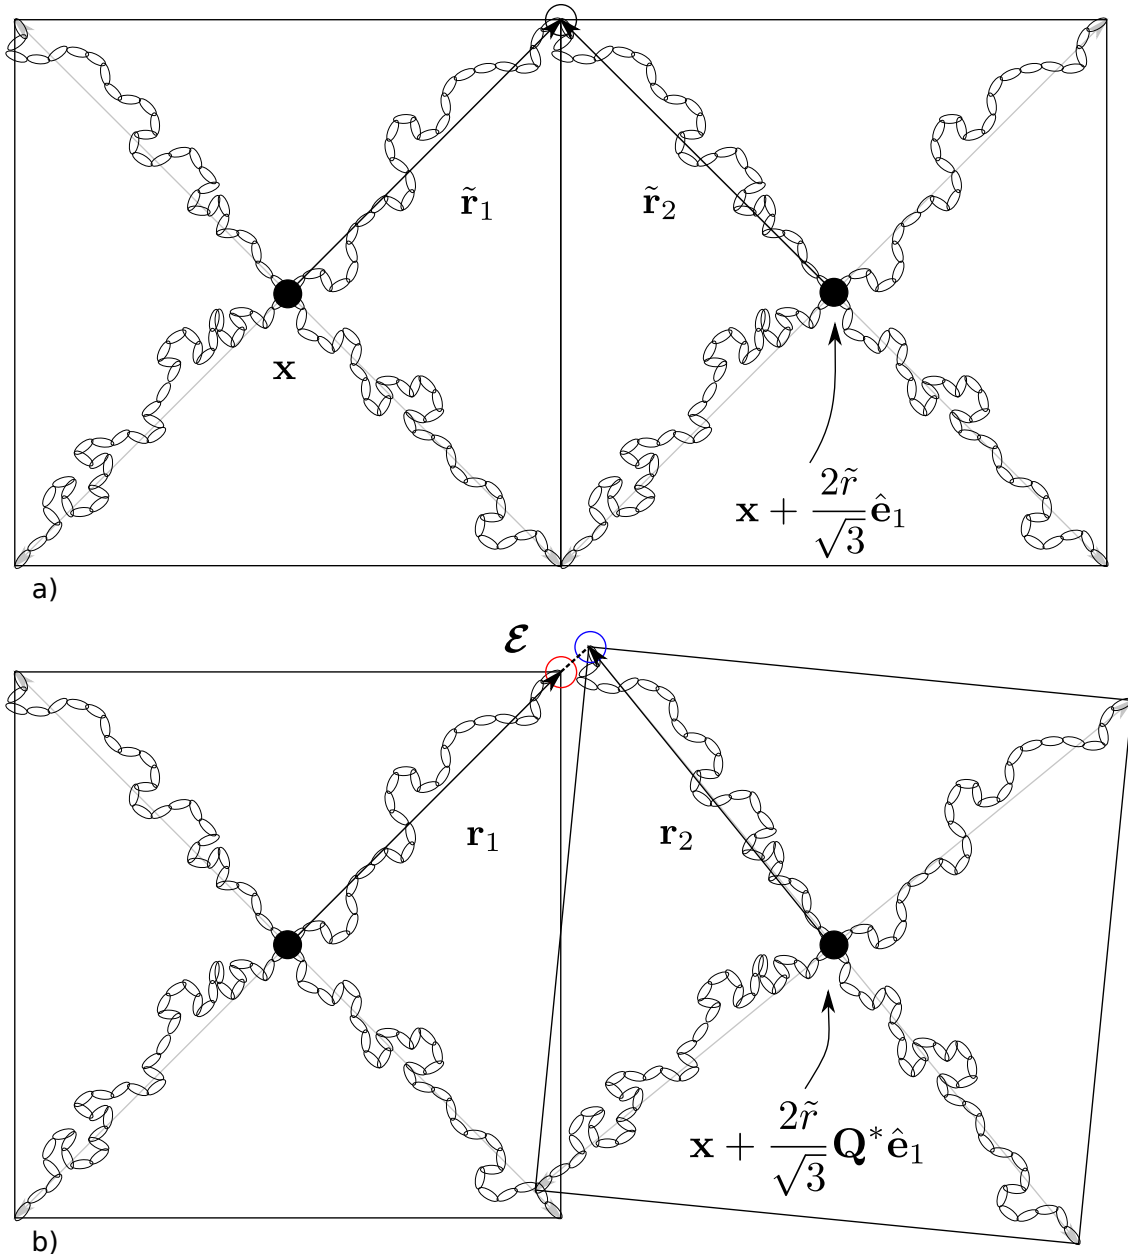 r̃₁
r̃₂
x
x + 2r̃/√3 ê₁
a)
ℰ
r₁
r₂
x + 2r̃/√3 Q* ê₁
b)